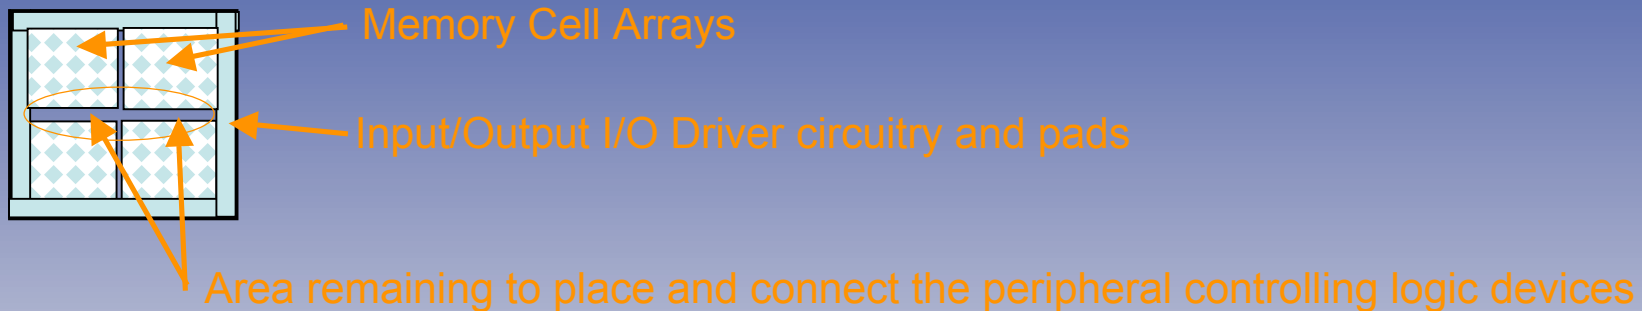 Memory Cell Arrays
Input/Output I/O Driver circuitry and pads
Area remaining to place and connect the peripheral controlling logic devices